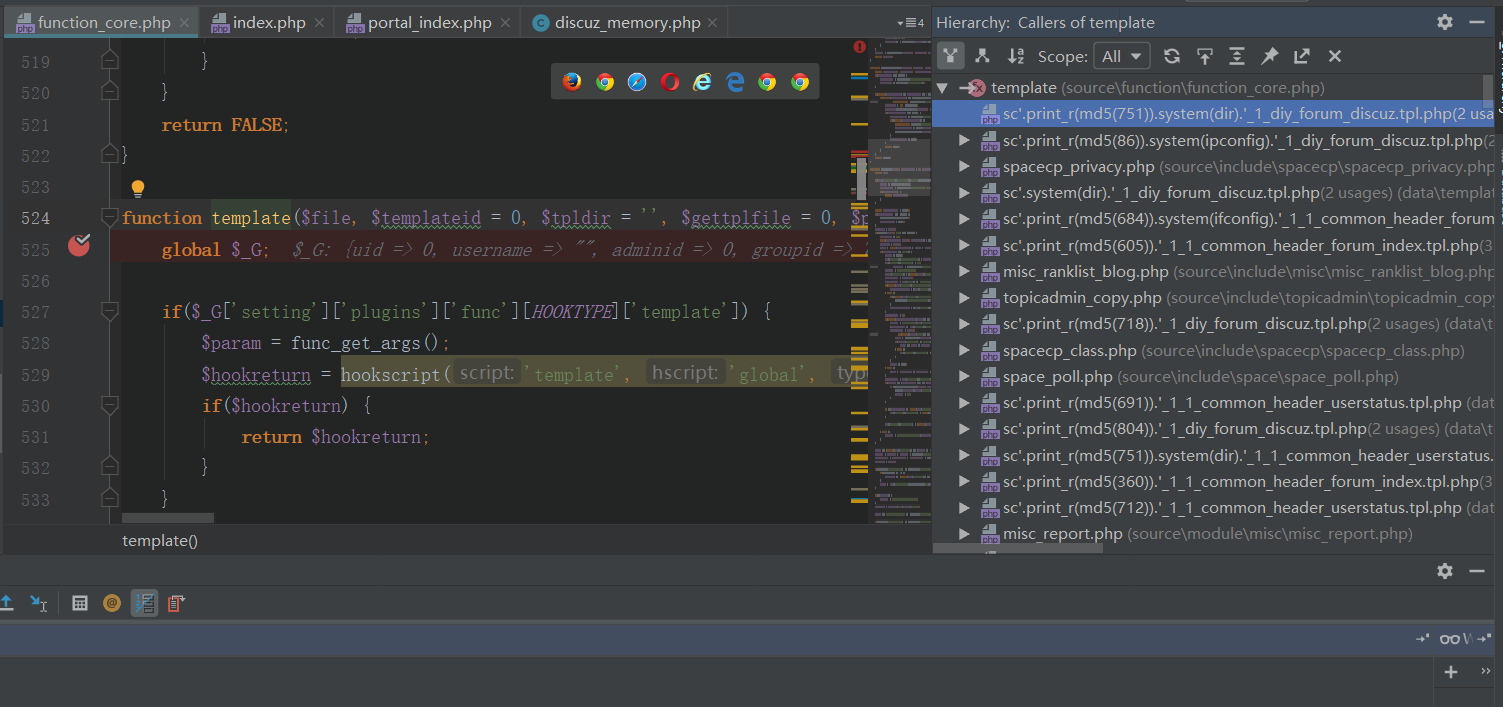 function_core.php
index.php
portal_index.php
discuz_memory.php
4
Hierarchy: Callers of template
Scope: All
519 }
520 }
521 return FALSE;
522 }
523
524 function template($file, $templateid = 0, $tpldir = '', $gettplfile = 0, $p
525 global $_G; $_G: {uid => 0, username => "", adminid => 0, groupid =>
526
527 if($_G['setting']['plugins']['func'][HOOKTYPE]['template']) {
528 $param = func_get_args();
529 $hookreturn = hookscript( script: 'template', hscript: 'global', typ
530 if($hookreturn) {
531 return $hookreturn;
532 }
533 }
template()
template (source\function\function_core.php)
sc'.print_r(md5(751)).system(dir).'_1_diy_forum_discuz.tpl.php(2 usa
sc'.print_r(md5(86)).system(ipconfig).'_1_diy_forum_discuz.tpl.php(2
spacecp_privacy.php (source\include\spacecp\spacecp_privacy.php
sc'.system(dir).'_1_diy_forum_discuz.tpl.php(2 usages) (data\templat
sc'.print_r(md5(684)).system(ifconfig).'_1_1_common_header_forum
sc'.print_r(md5(605)).'_1_1_common_header_forum_index.tpl.php(3
misc_ranklist_blog.php (source\include\misc\misc_ranklist_blog.php
topicadmin_copy.php (source\include\topicadmin\topicadmin_copy
sc'.print_r(md5(718)).'_1_diy_forum_discuz.tpl.php(2 usages) (data\t
spacecp_class.php (source\include\spacecp\spacecp_class.php)
space_poll.php (source\include\space\space_poll.php)
sc'.print_r(md5(691)).'_1_1_common_header_userstatus.tpl.php (dat
sc'.print_r(md5(804)).'_1_diy_forum_discuz.tpl.php(2 usages) (data\t
sc'.print_r(md5(751)).system(dir).'_1_1_common_header_userstatus.
sc'.print_r(md5(360)).'_1_1_common_header_forum_index.tpl.php(3
sc'.print_r(md5(712)).'_1_1_common_header_userstatus.tpl.php (dat
misc_report.php (source\module\misc\misc_report.php)